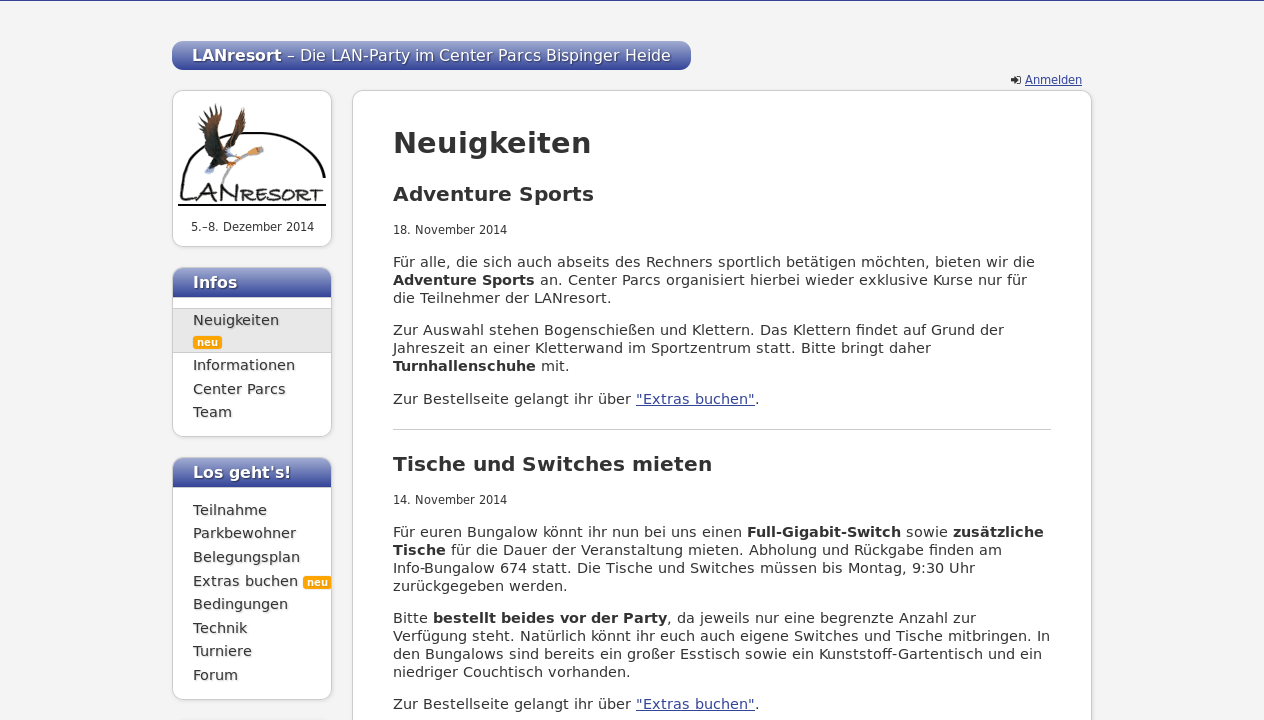 LANresort – Die LAN-Party im Center Parcs Bispinger Heide
Anmelden
LANRESORT
5.–8. Dezember 2014
Infos
Neuigkeiten
neu
Informationen
Center Parcs
Team
Los geht's!
Teilnahme
Parkbewohner
Belegungsplan
Extras buchen neu
Bedingungen
Technik
Turniere
Forum
Neuigkeiten
Adventure Sports
18. November 2014
Für alle, die sich auch abseits des Rechners sportlich betätigen möchten, bieten wir die
Adventure Sports an. Center Parcs organisiert hierbei wieder exklusive Kurse nur für
die Teilnehmer der LANresort.
Zur Auswahl stehen Bogenschießen und Klettern. Das Klettern findet auf Grund der
Jahreszeit an einer Kletterwand im Sportzentrum statt. Bitte bringt daher
Turnhallenschuhe mit.
Zur Bestellseite gelangt ihr über "Extras buchen".
Tische und Switches mieten
14. November 2014
Für euren Bungalow könnt ihr nun bei uns einen Full-Gigabit-Switch sowie zusätzliche
Tische für die Dauer der Veranstaltung mieten. Abholung und Rückgabe finden am
Info-Bungalow 674 statt. Die Tische und Switches müssen bis Montag, 9:30 Uhr
zurückgegeben werden.
Bitte bestellt beides vor der Party, da jeweils nur eine begrenzte Anzahl zur
Verfügung steht. Natürlich könnt ihr euch auch eigene Switches und Tische mitbringen. In
den Bungalows sind bereits ein großer Esstisch sowie ein Kunststoff-Gartentisch und ein
niedriger Couchtisch vorhanden.
Zur Bestellseite gelangt ihr über "Extras buchen".